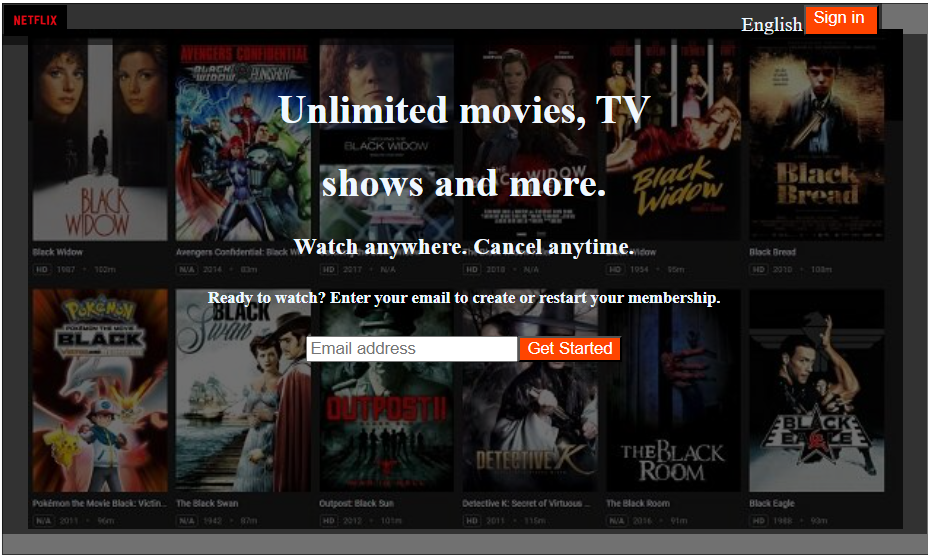 NETFLIX
English
Sign in
Unlimited movies, TV
shows and more.
Watch anywhere. Cancel anytime.
Ready to watch? Enter your email to create or restart your membership.
Email address
Get Started
BLACK
WIDOW
AVENGERS CONFIDENTIAL
BLACK WIDOW
PUNISHER
BLACK WIDOW
Black
Widow
Black
Bread
Black Widow
HD 1987 • 102m
Avengers Confidential: Black W
N/A 2014 • 83m
HD 2017 • N/A
HD 2010 • N/A
HD 1954 • 95m
Black Bread
HD 2010 • 108m
POKÉMON
POKÉMON THE MOVIE
BLACK
BLACK
Swan
OUTPOST II
DETECTIVE K
THE BLACK
ROOM
BLACK
EAGLE
Pokémon the Movie Black: Victin...
N/A 2011 • 96m
The Black Swan
N/A 1942 • 87m
Outpost: Black Sun
HD 2012 • 101m
Detective K: Secret of Virtuous ...
HD 3011 • 115m
The Black Room
N/A 2016 • 91m
Black Eagle
HD 1988 • 93m